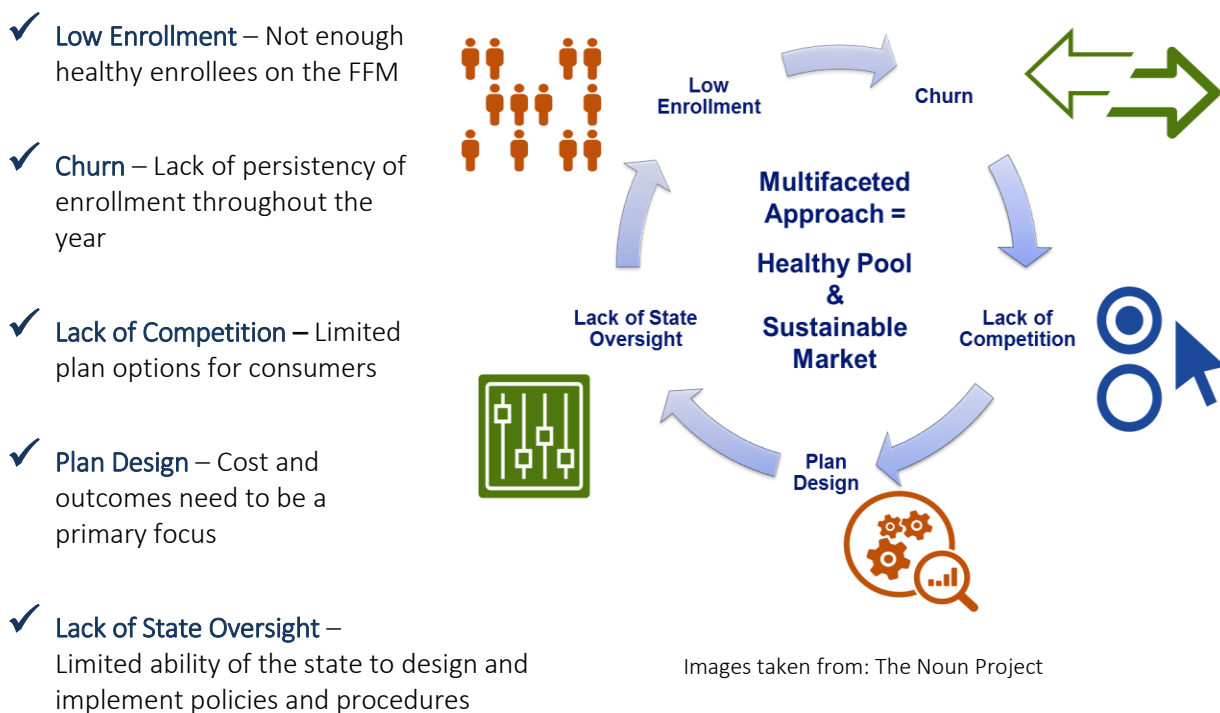 Low Enrollment – Not enough
healthy enrollees on the FFM
Churn – Lack of persistency of
enrollment throughout the
year
Lack of Competition – Limited
plan options for consumers
Plan Design – Cost and
outcomes need to be a
primary focus
Lack of State Oversight –
Limited ability of the state to design and
implement policies and procedures
Low
Enrollment
Churn
Lack of
Competition
Plan
Design
Lack of State
Oversight
Multifaceted
Approach =
Healthy Pool
&
Sustainable
Market
Images taken from: The Noun Project